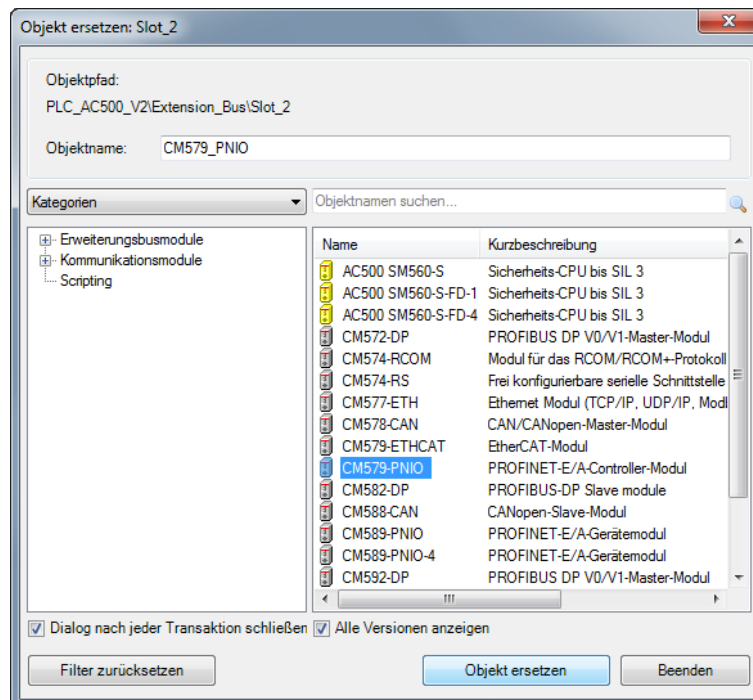 Objekt ersetzen: Slot_2
Objektpfad:
PLC_AC500_V2\Extension_Bus\Slot_2
Objektname: CM579_PNIO
Kategorien Objektnamen suchen...
Erweiterungsbusmodule
Kommunikationsmodule
Scripting
Name Kurzbeschreibung
AC500 SM560-S Sicherheits-CPU bis SIL 3
AC500 SM560-S-FD-1 Sicherheits-CPU bis SIL 3
AC500 SM560-S-FD-4 Sicherheits-CPU bis SIL 3
CM572-DP PROFIBUS DP V0/V1-Master-Modul
CM574-RCOM Modul für das RCOM/RCOM+-Protokoll
CM574-RS Frei konfigurierbare serielle Schnittstelle
CM577-ETH Ethernet Modul (TCP/IP, UDP/IP, Modl
CM578-CAN CAN/CANopen-Master-Modul
CM579-ETHCAT EtherCAT-Modul
CM579-PNIO PROFINET-E/A-Controller-Modul
CM582-DP PROFIBUS-DP Slave module
CM588-CAN CANopen-Slave-Modul
CM589-PNIO PROFINET-E/A-Gerätemodul
CM589-PNIO-4 PROFINET-E/A-Gerätemodul
CM592-DP PROFIBUS DP V0/V1-Master-Modul
Dialog nach jeder Transaktion schließen Alle Versionen anzeigen
Filter zurücksetzen Objekt ersetzen Beenden